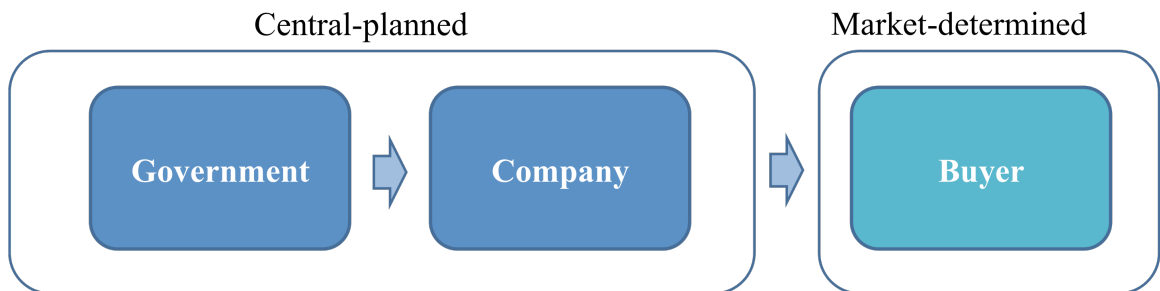 Central-planned
Market-determined
Government
Company
Buyer